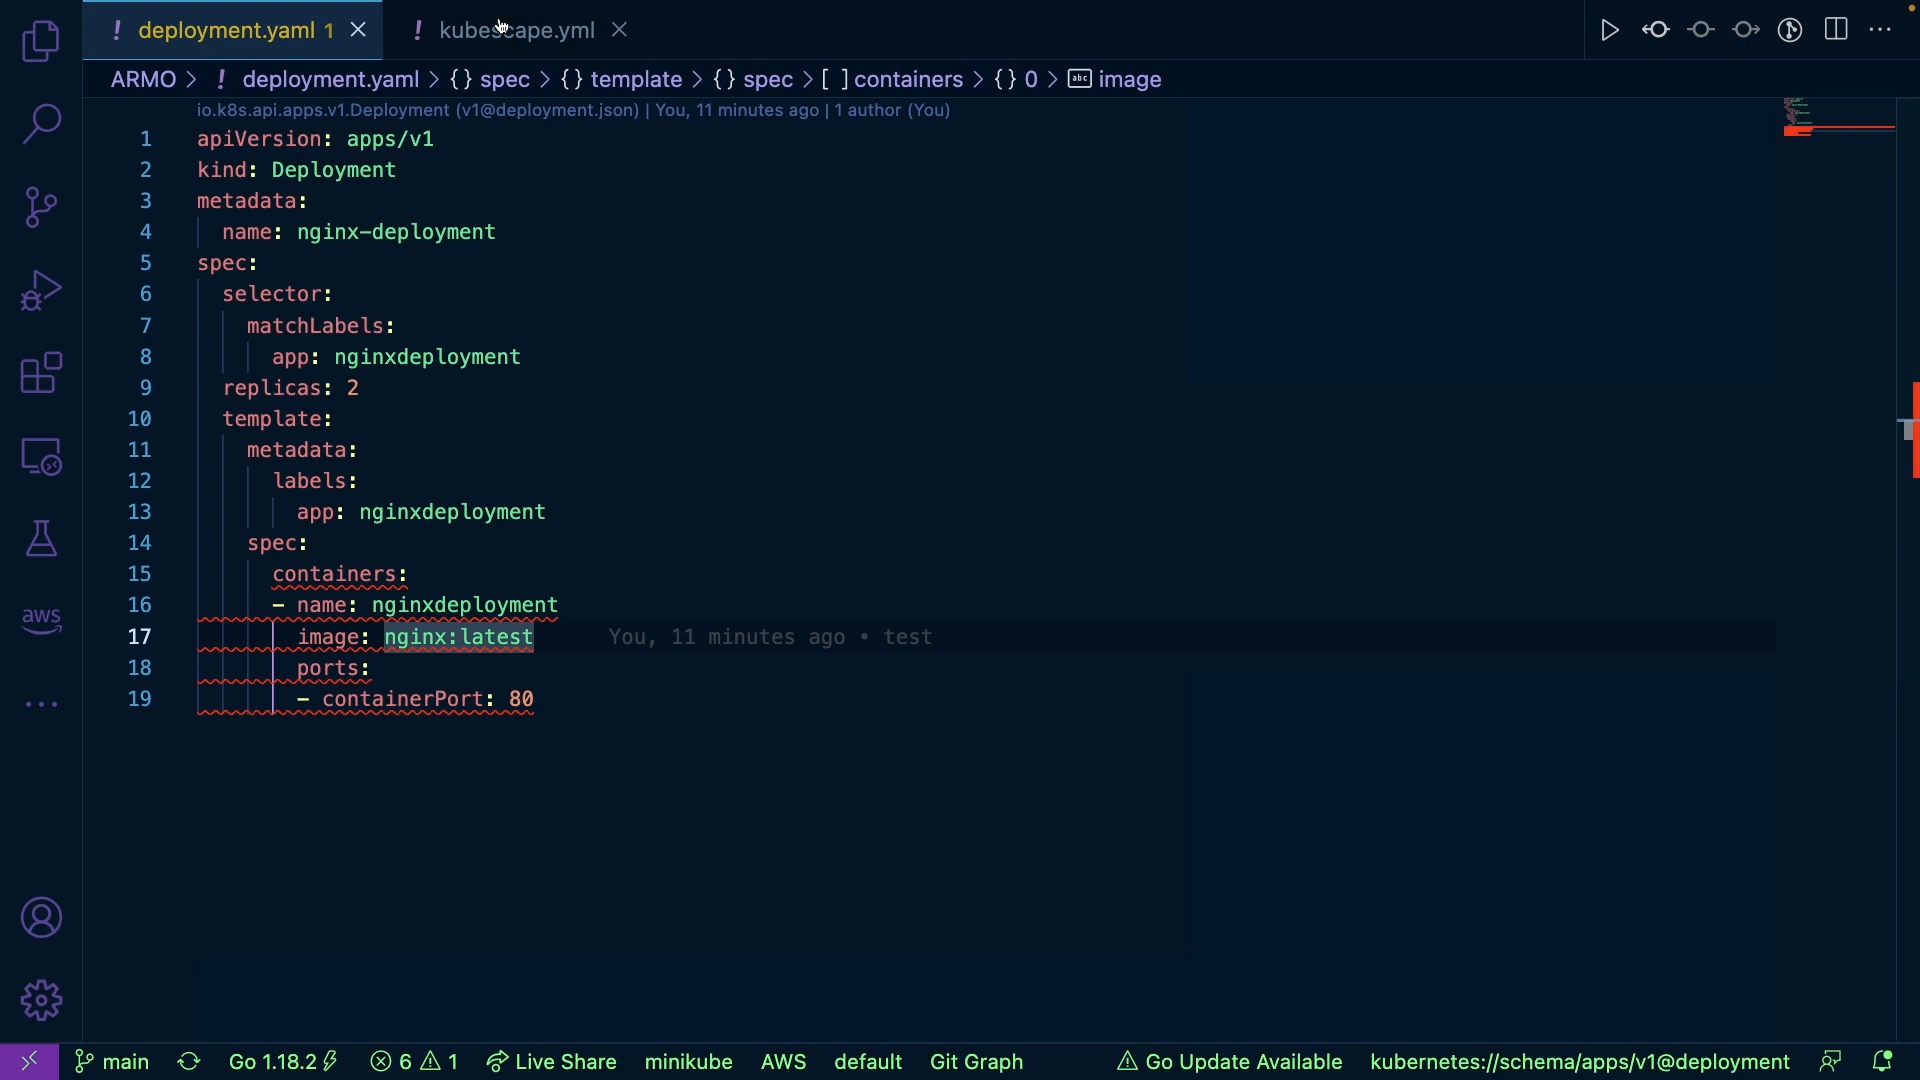 deployment.yaml 1
kubescape.yml
ARMO > ! deployment.yaml > {} spec > {} template > {} spec > [ ] containers > {} 0 > abc image
io.k8s.api.apps.v1.Deployment (v1@deployment.json) | You, 11 minutes ago | 1 author (You)
1 apiVersion: apps/v1
2 kind: Deployment
3 metadata:
4 name: nginx-deployment
5 spec:
6 selector:
7 matchLabels:
8 app: nginxdeployment
9 replicas: 2
10 template:
11 metadata:
12 labels:
13 app: nginxdeployment
14 spec:
15 containers:
16 - name: nginxdeployment
17 image: nginx:latest You, 11 minutes ago • test
18 ports:
19 - containerPort: 80
aws
main Go 1.18.2 6 1 Live Share minikube AWS default Git Graph Go Update Available kubernetes://schema/apps/v1@deployment